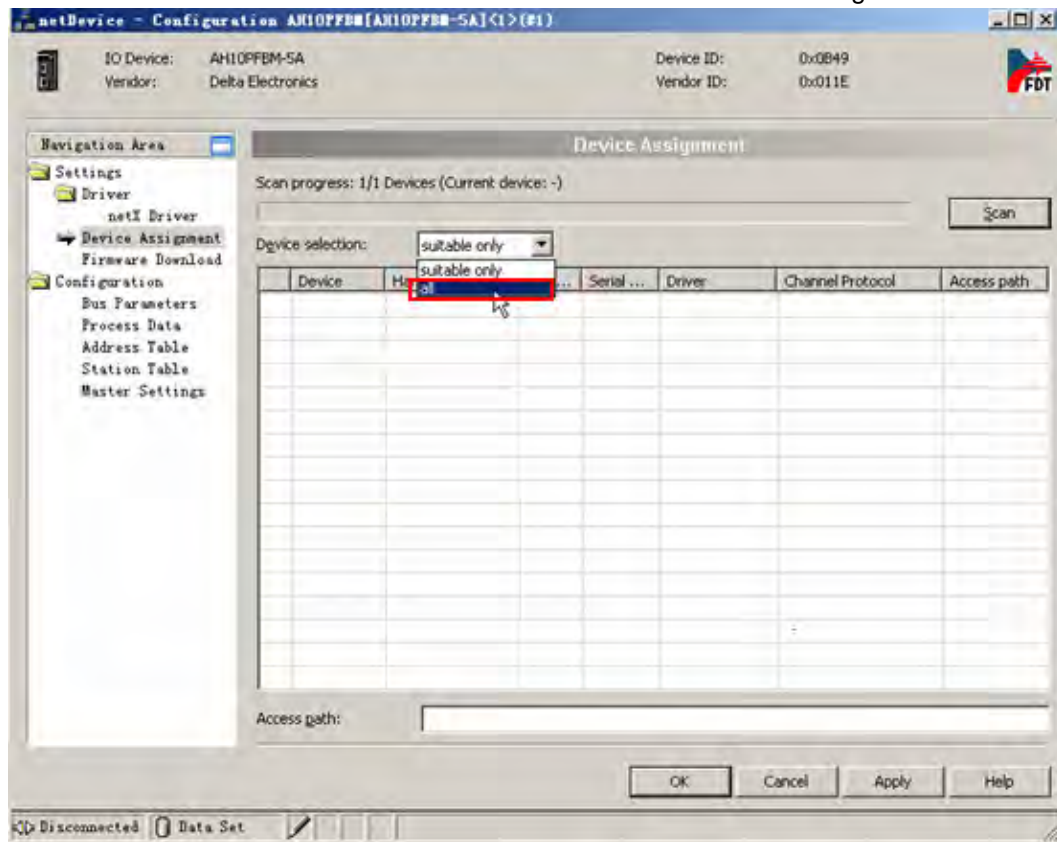 netDevice - Configuration AH10PFBM[AH10PFBM-5A]<1>(#1)
IO Device: AH10PFBM-5A Device ID: 0x0B49
Vendor: Delta Electronics Vendor ID: 0x011E
FDT
Navigation Area
Settings
Driver
netX Driver
Device Assignment
Firmware Download
Configuration
Bus Parameters
Process Data
Address Table
Station Table
Master Settings
Device Assignment
Scan progress: 1/1 Devices (Current device: -)
Scan
Device selection: suitable only
suitable only
all
Device Ha ... Serial ... Driver Channel Protocol Access path
Access path:
OK Cancel Apply Help
Disconnected Data Set